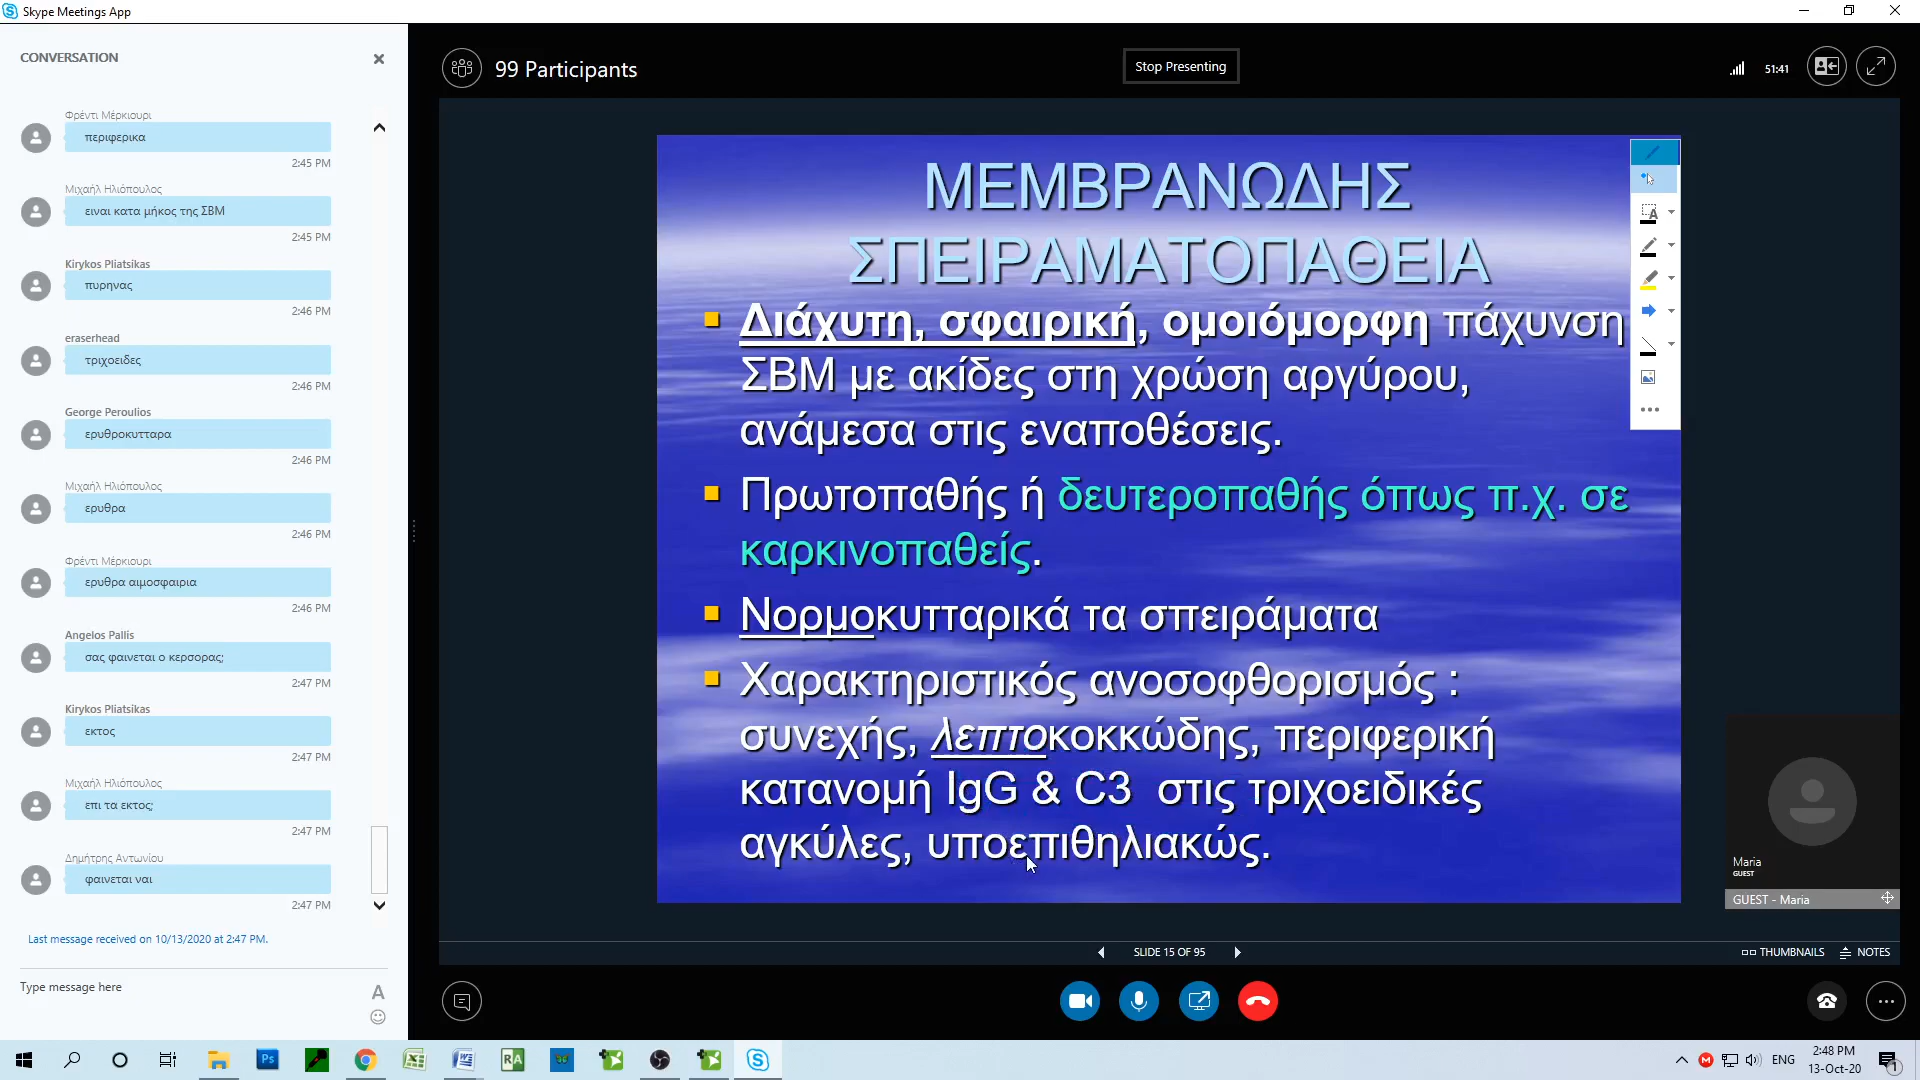 Skype Meetings App
CONVERSATION
Φρέντι Μέρκιουρι
περιφερικα
2:45 PM
Μιχαήλ Ηλιόπουλος
ειναι κατα μήκος της ΣΒΜ
2:45 PM
Kirykos Pliatsikas
πυρηνας
2:46 PM
eraserhead
τριχοειδες
2:46 PM
George Peroulios
ερυθροκυτταρα
2:46 PM
Μιχαήλ Ηλιόπουλος
ερυθρα
2:46 PM
Φρέντι Μέρκιουρι
ερυθρα αιμοσφαιρια
2:46 PM
Angelos Pallis
σας φαινεται ο κερσορας;
2:47 PM
Kirykos Pliatsikas
εκτος
2:47 PM
Μιχαήλ Ηλιόπουλος
επι τα εκτος;
2:47 PM
Δημήτρης Αντωνίου
φαινεται ναι
2:47 PM
Last message received on 10/13/2020 at 2:47 PM.
Type message here
A
99 Participants
Stop Presenting
51:41
ΜΕΜΒΡΑΝΩΔΗΣ
ΣΠΕΙΡΑΜΑΤΟΠΑΘΕΙΑ
Διάχυτη, σφαιρική, ομοιόμορφη πάχυνση
ΣΒΜ με ακίδες στη χρώση αργύρου,
ανάμεσα στις εναποθέσεις.
Πρωτοπαθής ή δευτεροπαθής όπως π.χ. σε
καρκινοπαθείς.
Νορμοκυτταρικά τα σπειράματα
Χαρακτηριστικός ανοσοφθορισμός :
συνεχής, λεπτοκοκκώδης, περιφερική
κατανομή IgG & C3 στις τριχοειδικές
αγκύλες, υποεπιθηλιακώς.
Maria
GUEST
GUEST - Maria
SLIDE 15 OF 95
THUMBNAILS
NOTES
Ps
RA
ENG
2:48 PM
13-Oct-20
1